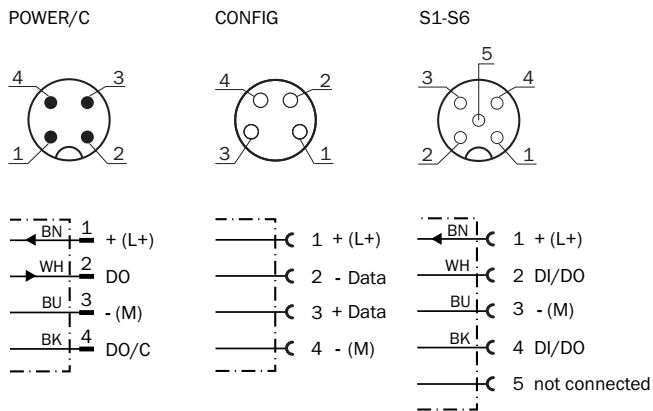 POWER/C
CONFIG
S1-S6
4 3
1 2
4 2
3 1
5
3 4
2 1
BN 1 + (L+)
WH 2 DO
BU 3 - (M)
BK 4 DO/C
1 + (L+)
2 - Data
3 + Data
4 - (M)
BN 1 + (L+)
WH 2 DI/DO
BU 3 - (M)
BK 4 DI/DO
5 not connected